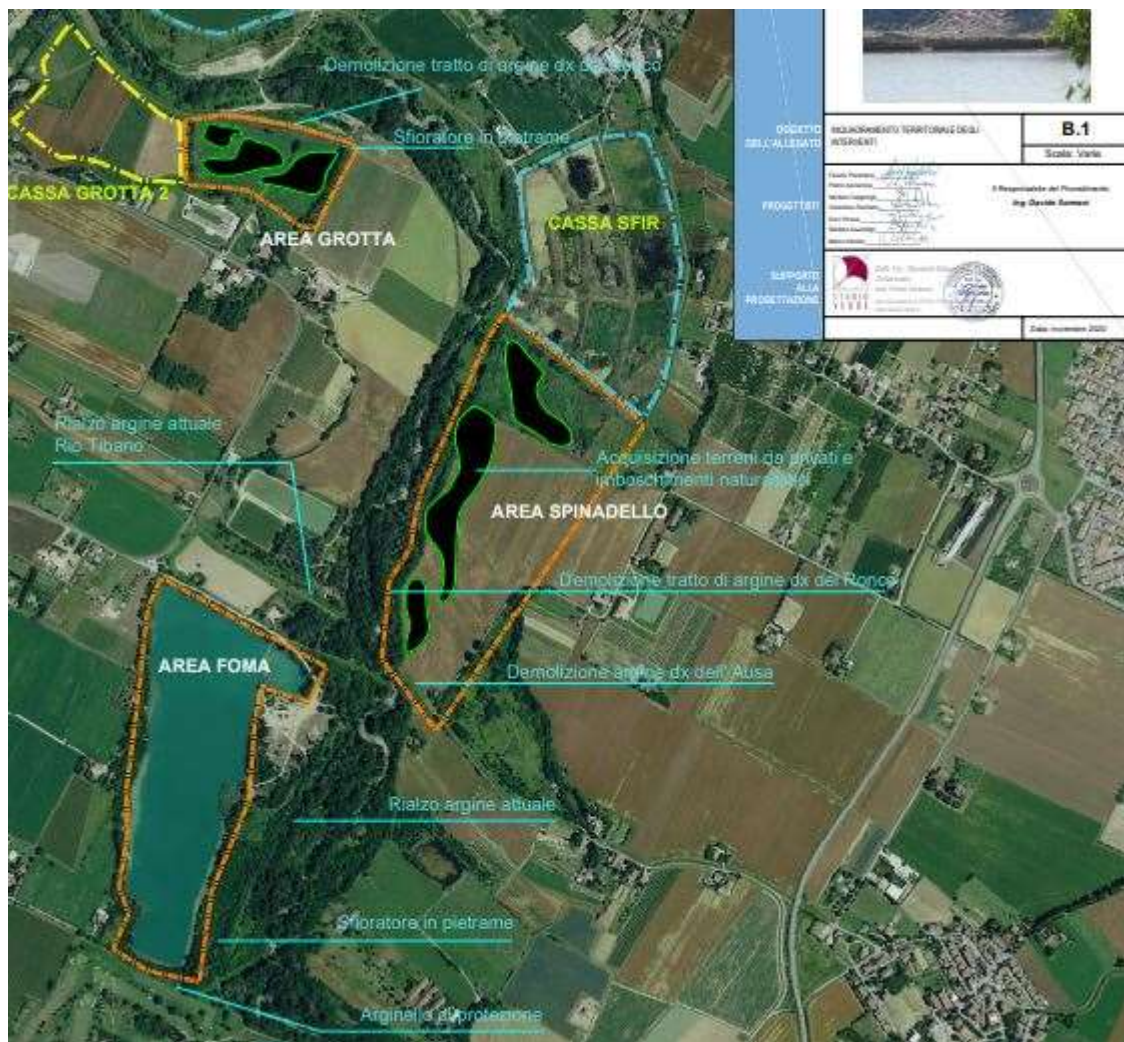 Demolizione tratto di argine dx del Ronco
Sfioratore in pietrame
CASSA GROTTA 2
AREA GROTTA
CASSA SFIR
OGGETTO
DELL'ALLEGATO
INQUADRAMENTO TERRITORIALE DEGLI
INTERVENTI
B.1
Scala: Varie
PROGETTISTI
Il Responsabile del Procedimento
Ing. Davide
SUPPORTO
ALLA
PROGETTAZIONE
STUDIO
VERDE
Data: novembre 2020
Rialzo argine attuale
Rio Tibano
Acquisizione terreni da privati e
imboschimenti naturalistici
AREA SPINADELLO
Demolizione tratto di argine dx del Ronco
AREA FOMA
Demolizione argine dx dell'Ausa
Rialzo argine attuale
Sfioratore in pietrame
Arginello di protezione